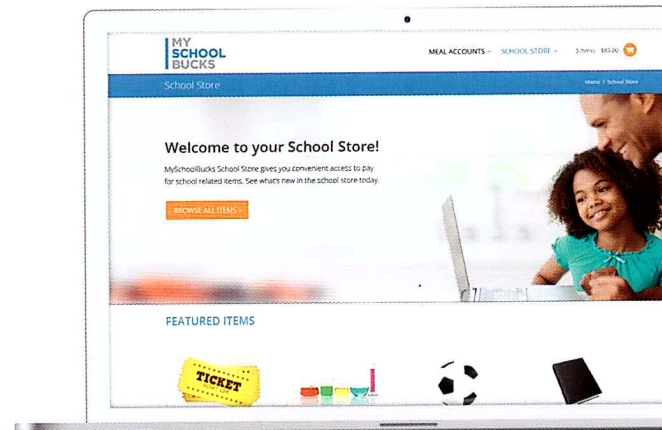 MY
SCHOOL
BUCKS
MEAL ACCOUNTS
SCHOOL STORE
$85.00
School Store
Home / School Store
Welcome to your School Store!
MySchoolBucks School Store gives you convenient access to pay
for school related items. See what's new in the school store today.
BROWSE ALL ITEMS
FEATURED ITEMS
TICKET